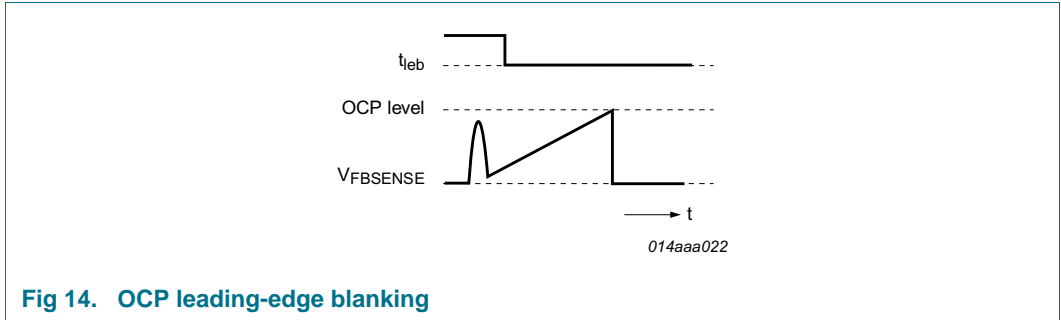 tleb
OCP level
VFBSENSE
t
014aaa022
Fig 14. OCP leading-edge blanking